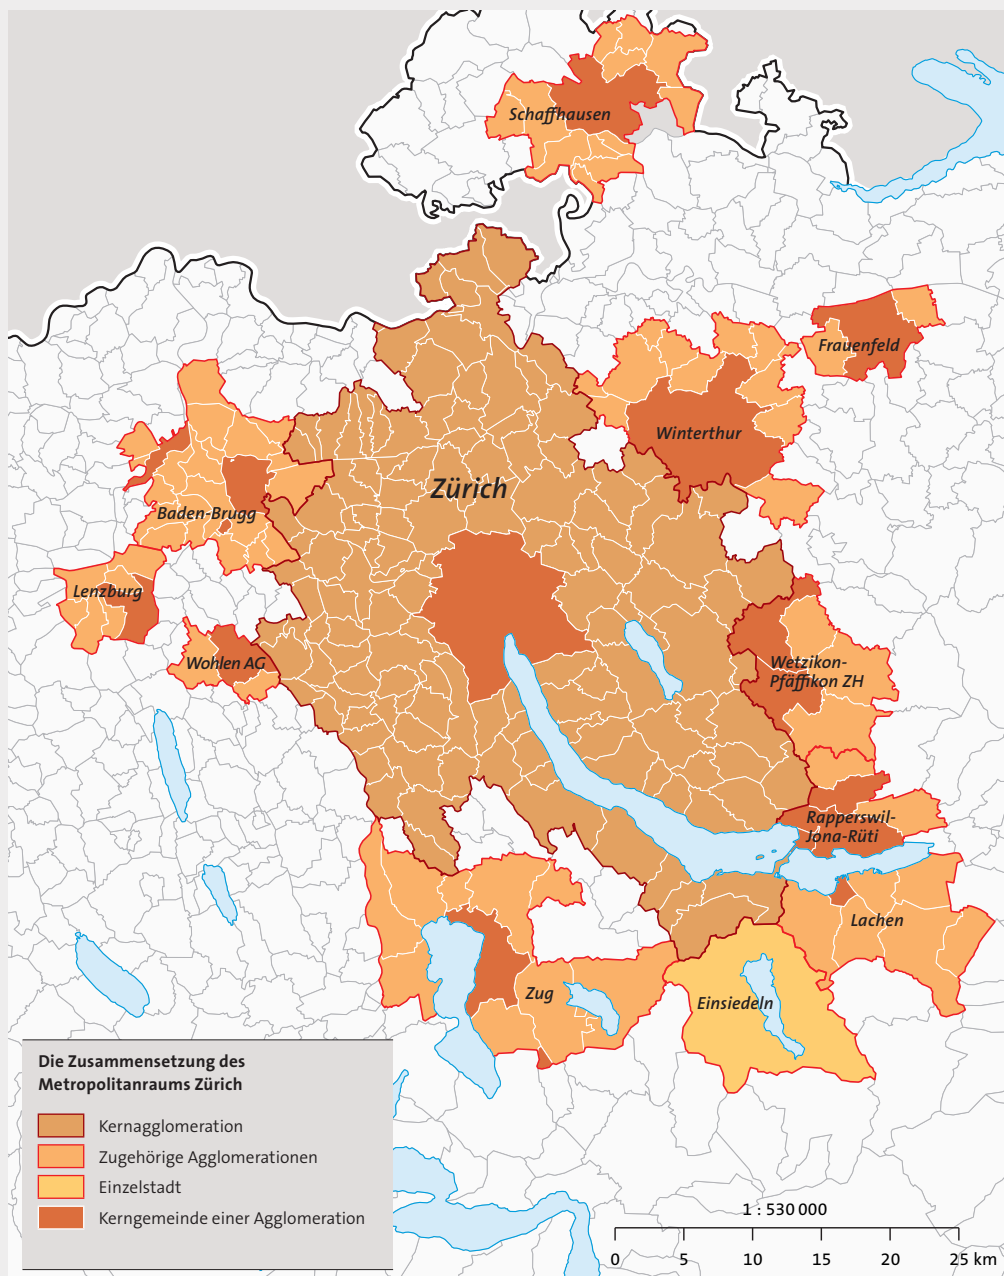 Schaffhausen
Frauenfeld
Winterthur
Zürich
Baden-Brugg
Lenzburg
Wohlen AG
Wetzikon-
Pfäffikon ZH
Rapperswil-
Jona-Rüti
Lachen
Zug
Einsiedeln
Die Zusammensetzung des
Metropolitanraums Zürich
Kernagglomeration
Zugehörige Agglomerationen
Einzelstadt
Kerngemeinde einer Agglomeration
1 : 530 000
0 5 10 15 20 25 km